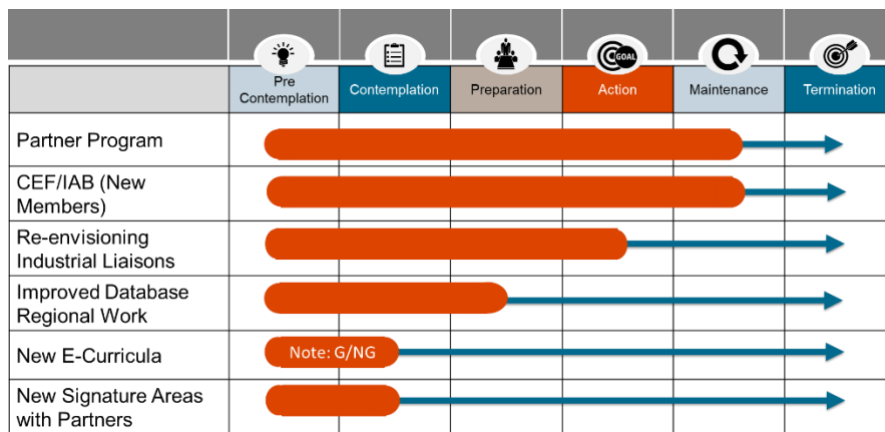 GOAL
Pre
Contemplation
Contemplation
Preparation
Action
Maintenance
Termination
Partner Program
CEF/IAB (New
Members)
Re-envisioning
Industrial Liaisons
Improved Database
Regional Work
New E-Curricula
Note: G/NG
New Signature Areas
with Partners